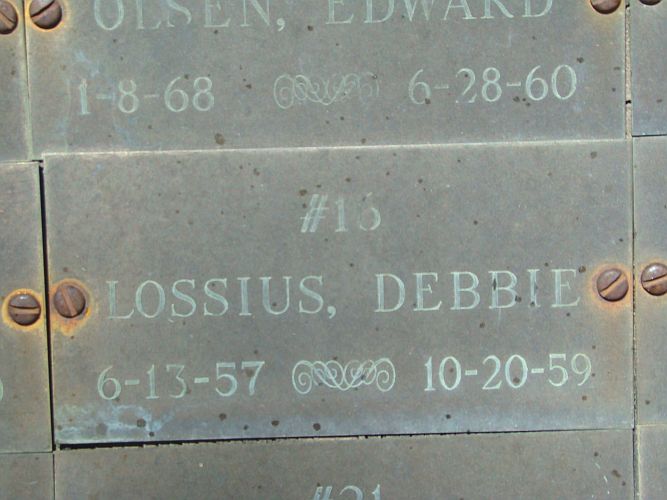 OLSEN, EDWARD
1-8-68 6-28-60
#16
LOSSIUS, DEBBIE
6-13-57 10-20-59
#21